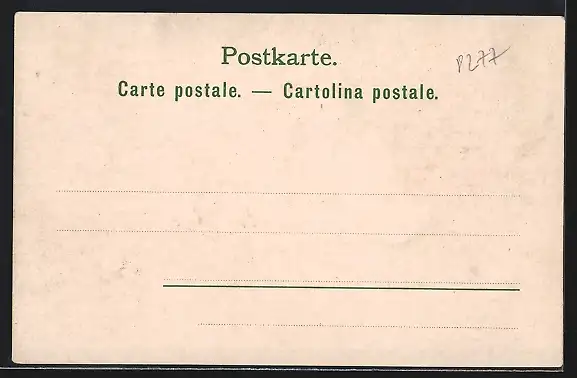 Postkarte.
P277
Carte postale. — Cartolina postale.